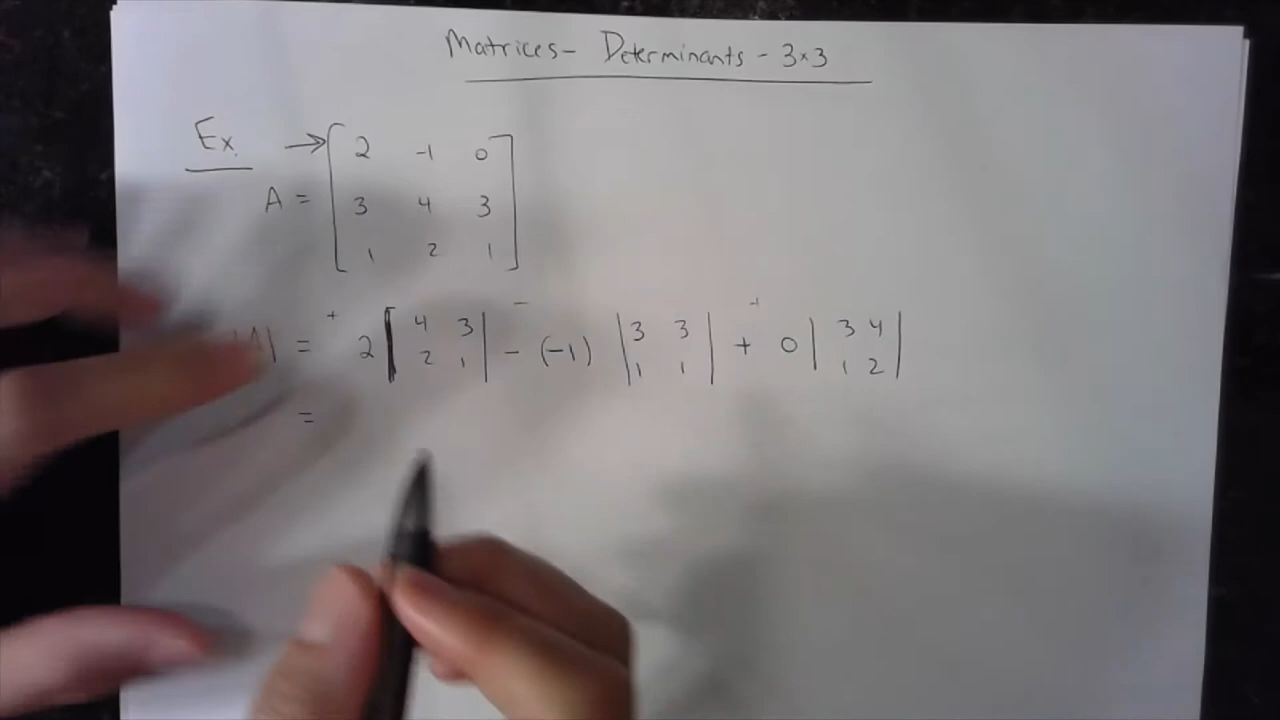 Matrices- Determinants - 3×3
Ex. → [ 2 -1 0
A = 3 4 3
1 2 1 ]
+ - +
|A| = 2 | 4 3 | - (-1) | 3 3 | + 0 | 3 4 |
2 1 1 1 1 2
=